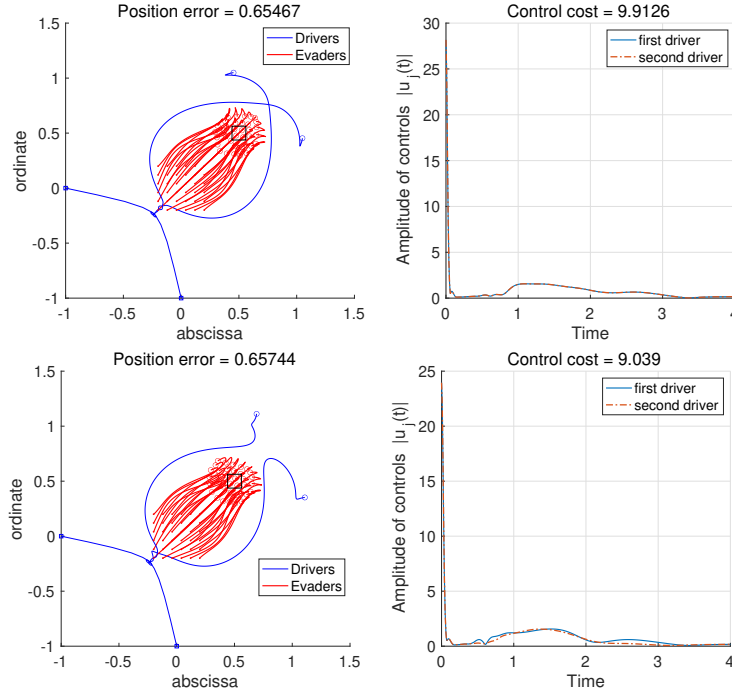 Position error = 0.65467
1.5
1
0.5
0
-0.5
-1
-1
-0.5
0
0.5
1
1.5
ordinate
abscissa
Drivers
Evaders
Control cost = 9.9126
30
25
20
15
10
5
0
0
1
2
3
4
Amplitude of controls |u_j(t)|
Time
first driver
second driver
Position error = 0.65744
1.5
1
0.5
0
-0.5
-1
-1
-0.5
0
0.5
1
1.5
ordinate
abscissa
Drivers
Evaders
Control cost = 9.039
25
20
15
10
5
0
0
1
2
3
4
Amplitude of controls |u_j(t)|
Time
first driver
second driver